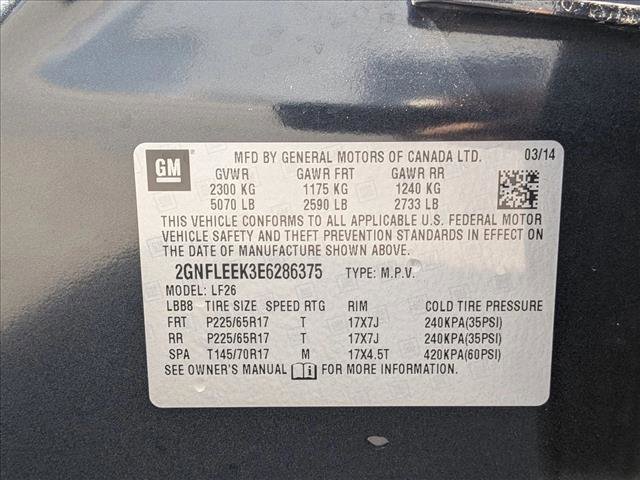 GM
MFD BY GENERAL MOTORS OF CANADA LTD. 03/14
GVWR GAWR FRT GAWR RR
2300 KG 1175 KG 1240 KG
5070 LB 2590 LB 2733 LB
THIS VEHICLE CONFORMS TO ALL APPLICABLE U.S. FEDERAL MOTOR
VEHICLE SAFETY AND THEFT PREVENTION STANDARDS IN EFFECT ON
THE DATE OF MANUFACTURE SHOWN ABOVE.
2GNFLEEK3E6286375 TYPE: M.P.V.
MODEL: LF26
LBB8 TIRE SIZE SPEED RTG RIM COLD TIRE PRESSURE
FRT P225/65R17 T 17X7J 240KPA(35PSI)
RR P225/65R17 T 17X7J 240KPA(35PSI)
SPA T145/70R17 M 17X4.5T 420KPA(60PSI)
SEE OWNER'S MANUAL i FOR MORE INFORMATION.